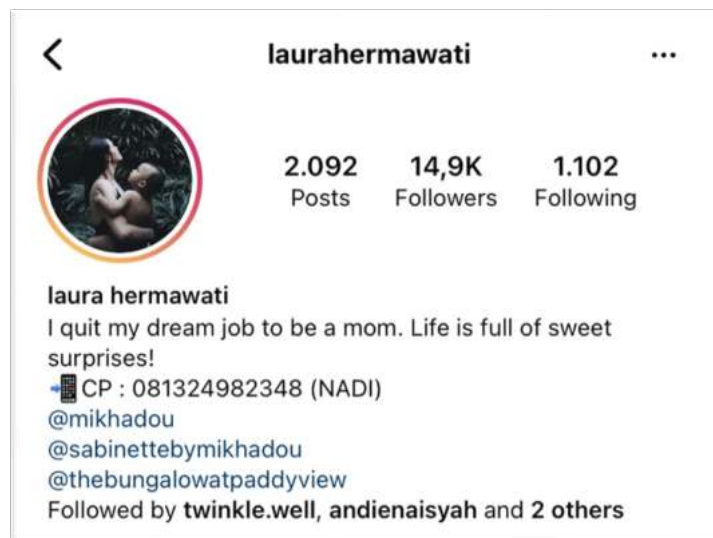 laurahermawati
2.092 14,9K 1.102
Posts Followers Following
laura hermawati
I quit my dream job to be a mom. Life is full of sweet
surprises!
📲CP : 081324982348 (NADI)
@mikhadou
@sabinettebymikhadou
@thebungalowatpaddyview
Followed by twinkle.well, andienaisyah and 2 others